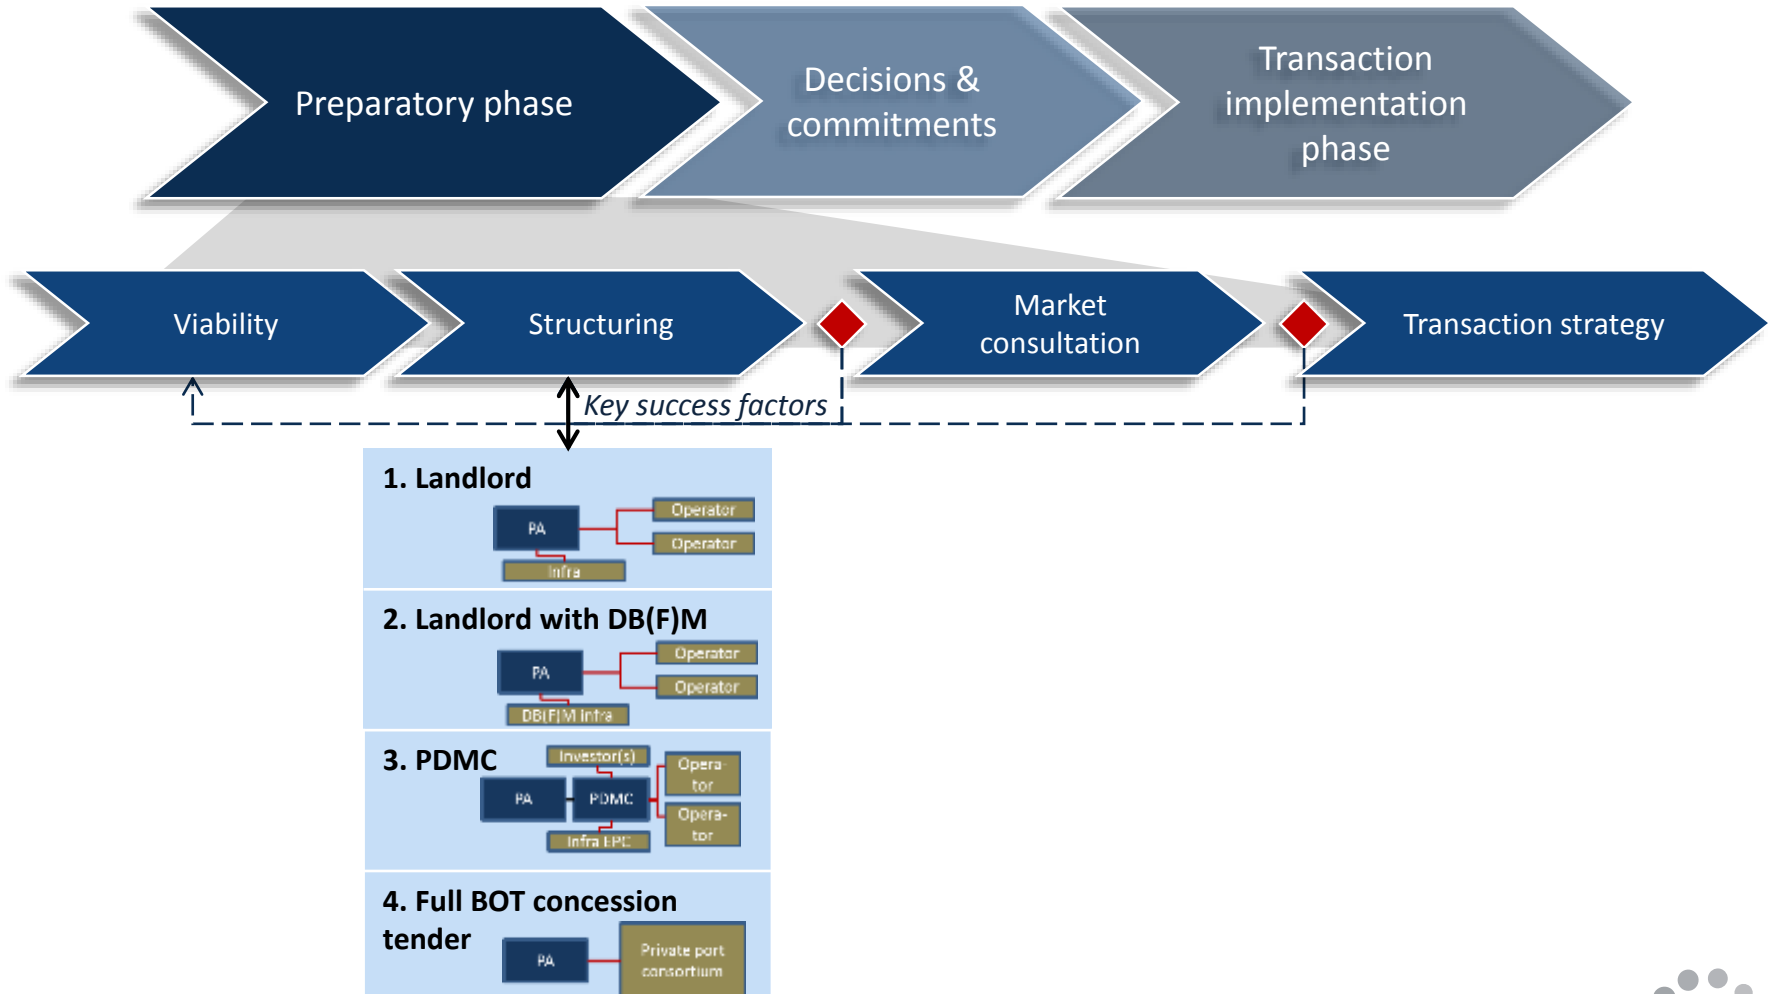 Preparatory phase
Decisions &
commitments
Transaction
implementation
phase
Viability
Structuring
Market
consultation
Transaction strategy
Key success factors
1. Landlord
PA
Operator
Operator
Infra
2. Landlord with DB(F)M
PA
Operator
Operator
DB(F)M Infra
3. PDMC
Investor(s)
PA
PDMC
Opera-
tor
Opera-
tor
Infra EPC
4. Full BOT concession
tender
PA
Private port
consortium